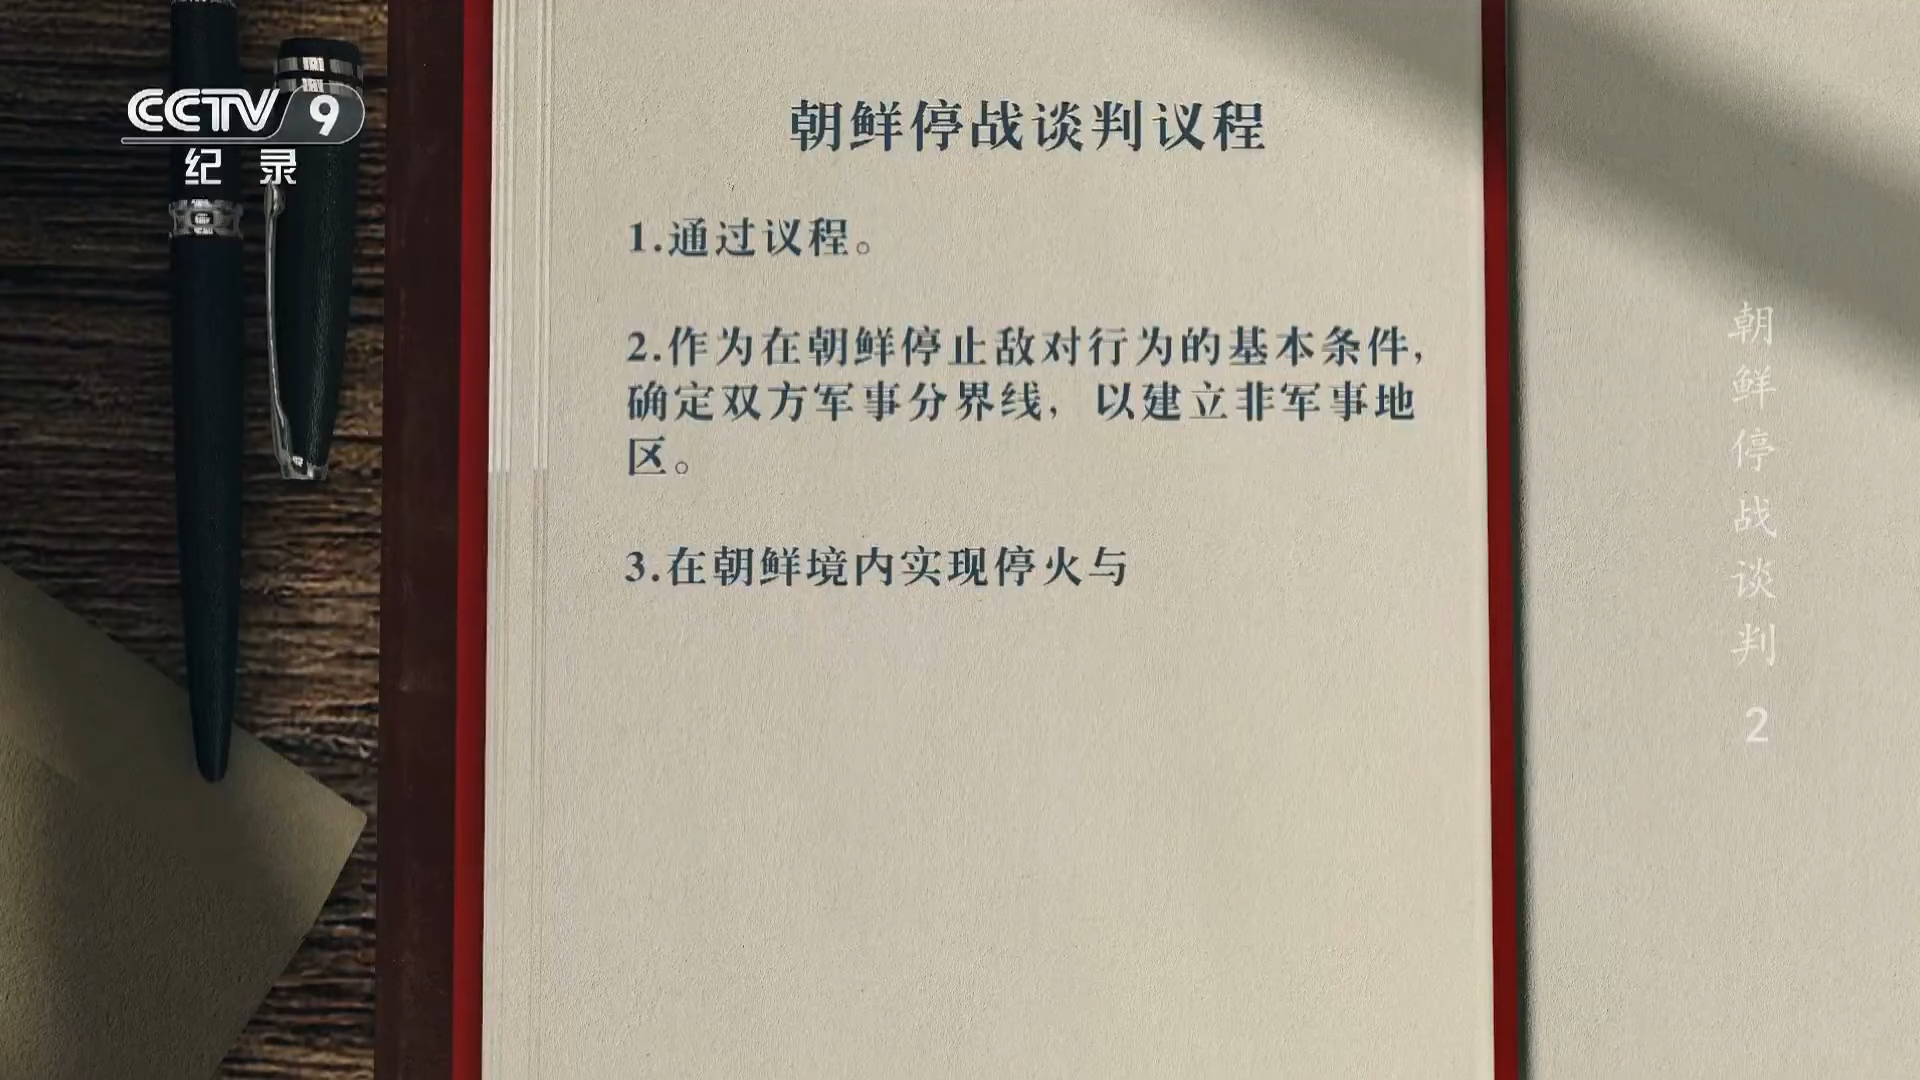 CCTV 9
纪录
朝鲜停战谈判议程
1.通过议程。
2.作为在朝鲜停止敌对行为的基本条件,
确定双方军事分界线，以建立非军事地
区。
3.在朝鲜境内实现停火与
朝鲜停战谈判 2